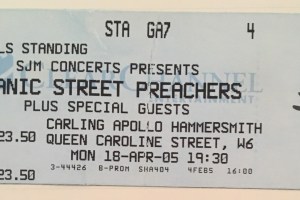 STA GA7 4
LS STANDING
SJM CONCERTS PRESENTS
ANIC STREET PREACHERS
PLUS SPECIAL GUESTS
CARLING APOLLO HAMMERSMITH
23.50 QUEEN CAROLINE STREET, W6
MON 18-APR-05 19:30
23.50 3-44426 B-PROM SHA404 4FEB5 16:00
CLEARCHANNEL
ENTERTAINMENT